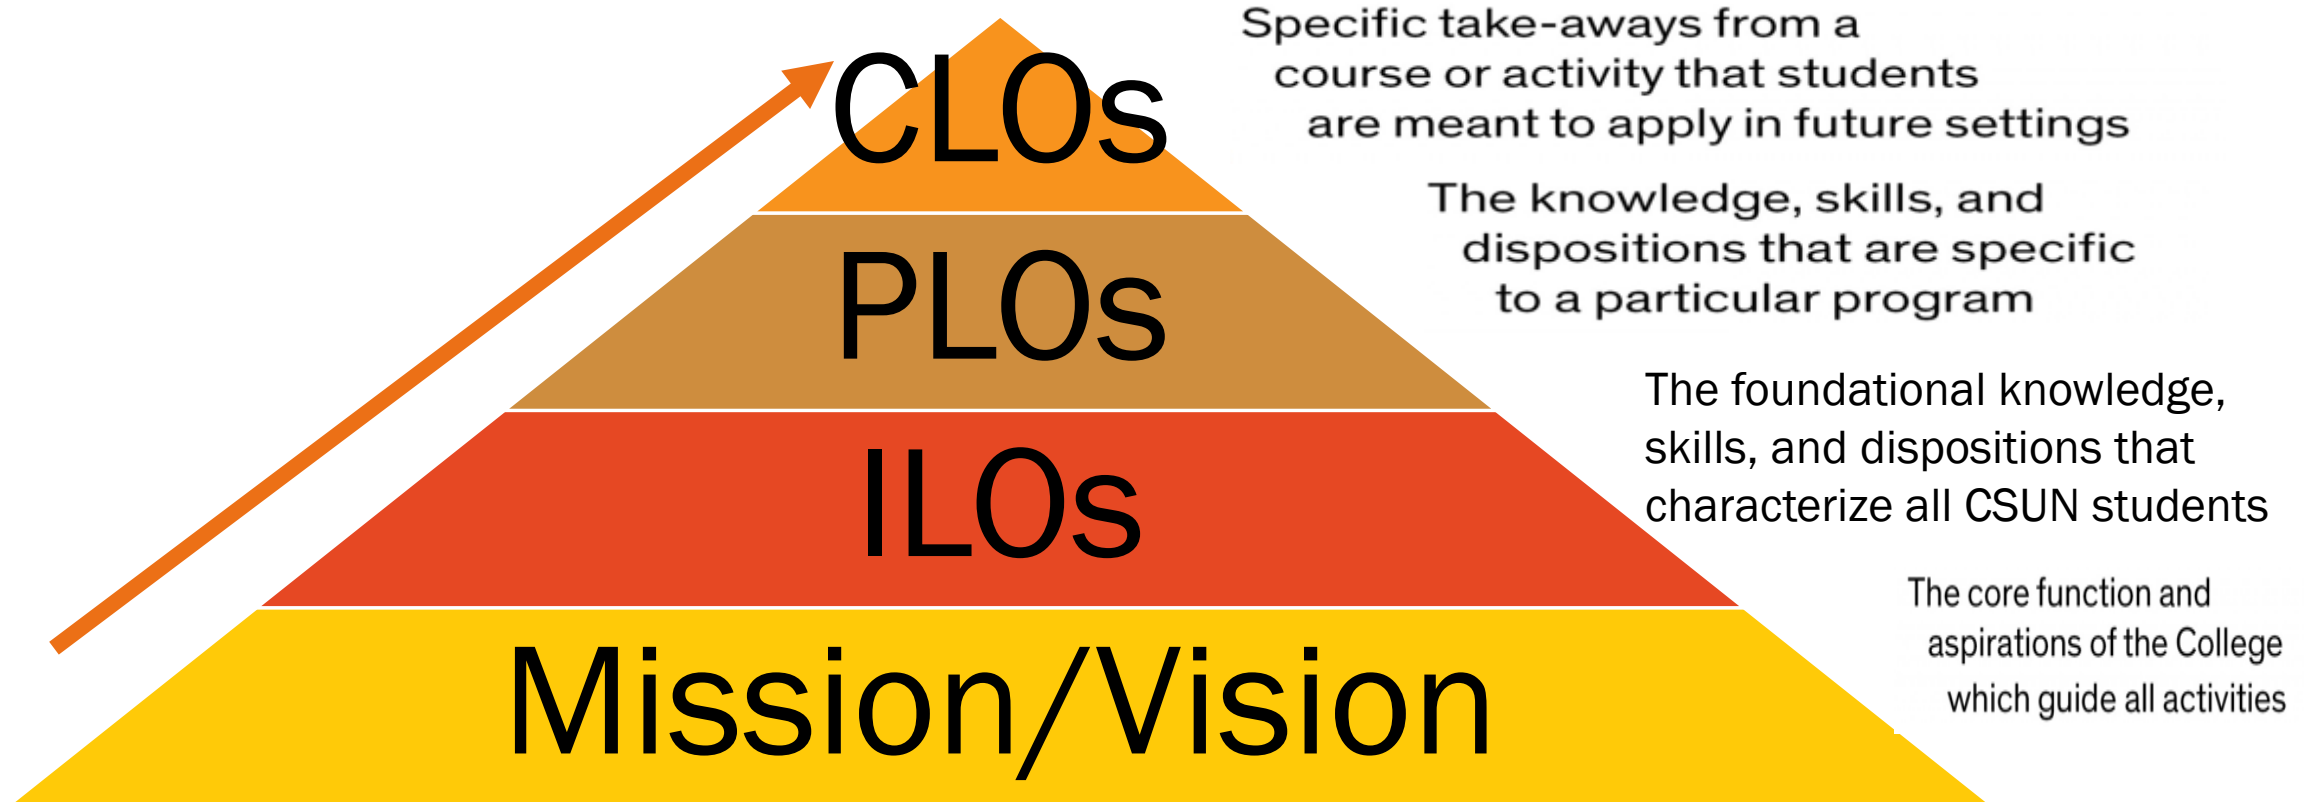 CLOs
Specific take-aways from a
course or activity that students
are meant to apply in future settings
PLOs
The knowledge, skills, and
dispositions that are specific
to a particular program
ILOs
The foundational knowledge,
skills, and dispositions that
characterize all CSUN students
Mission/Vision
The core function and
aspirations of the College
which guide all activities